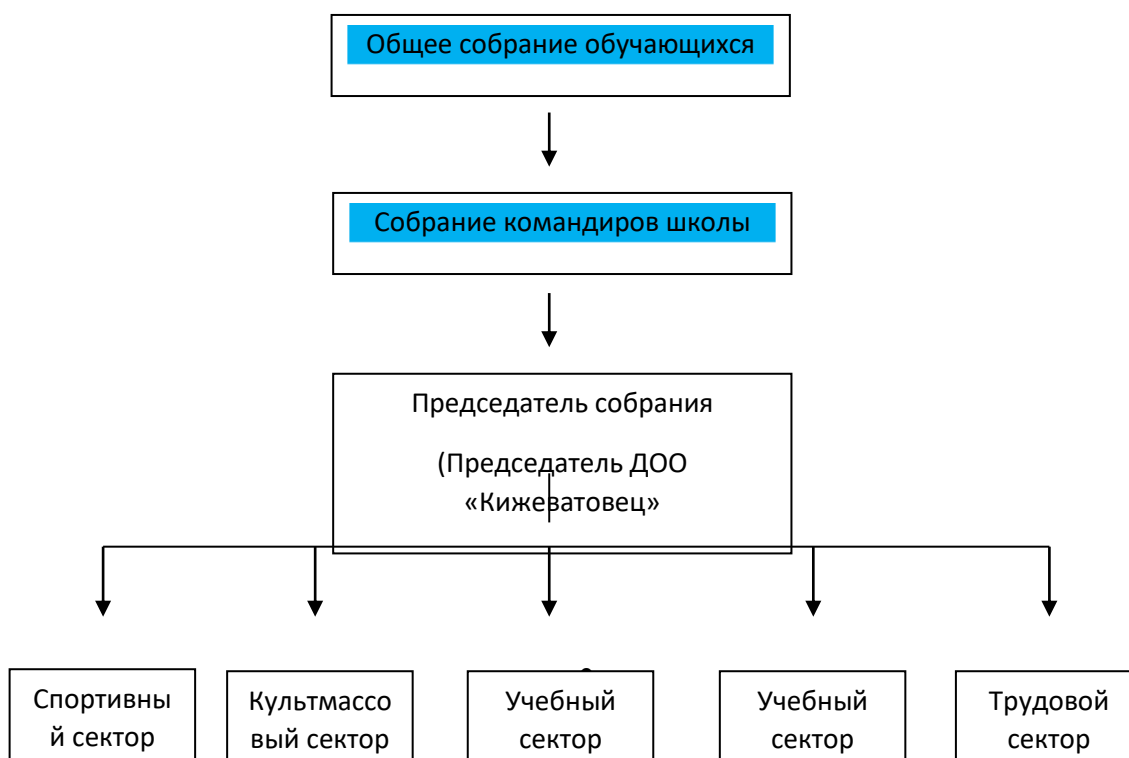 Общее собрание обучающихся
Собрание командиров школы
Председатель собрания
(Председатель ДОО
«Кижеватовец»
Спортивны
й сектор
Культмассо
вый сектор
Учебный
сектор
Учебный
сектор
Трудовой
сектор